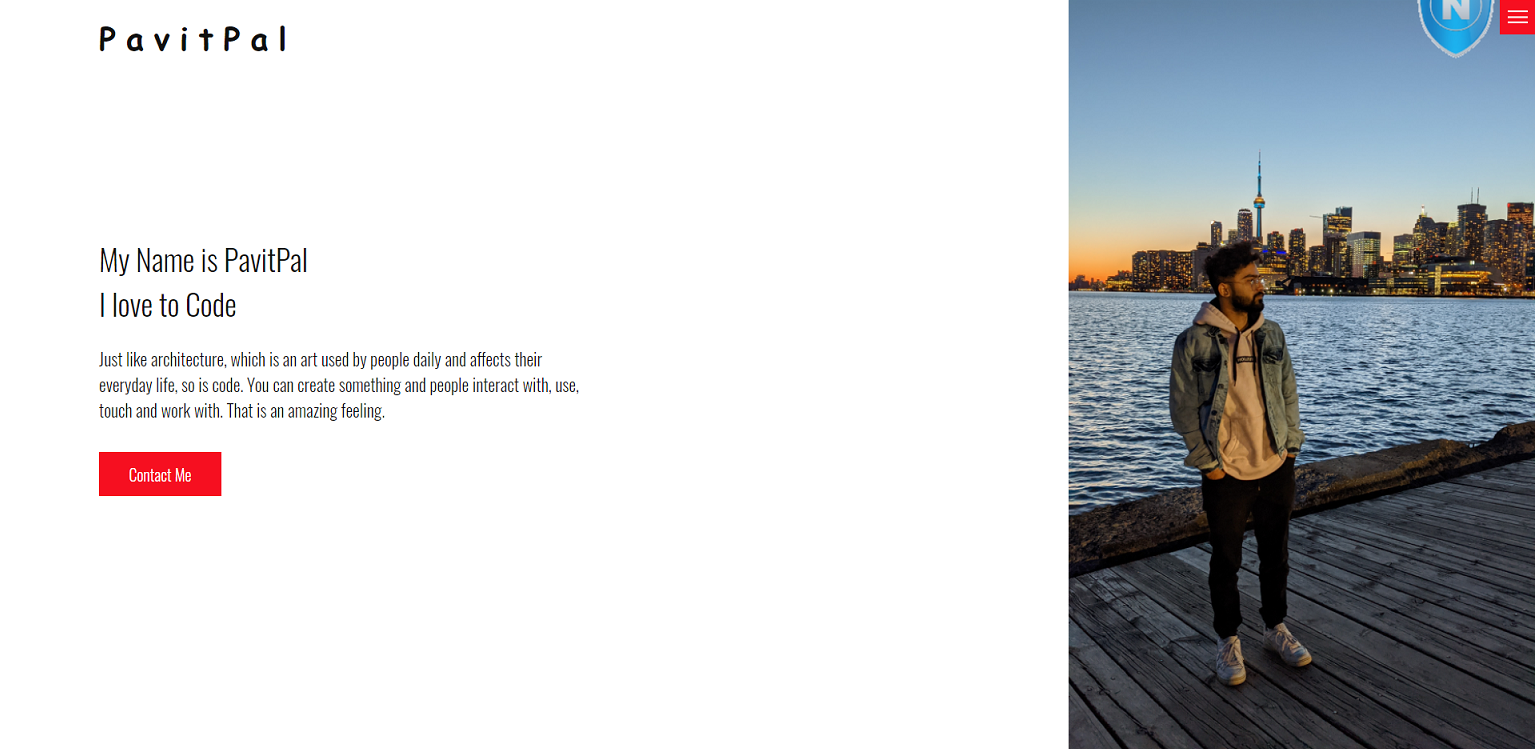 PavitPal
N
My Name is PavitPal
I love to Code
Just like architecture, which is an art used by people daily and affects their
everyday life, so is code. You can create something and people interact with, use,
touch and work with. That is an amazing feeling.
Contact Me